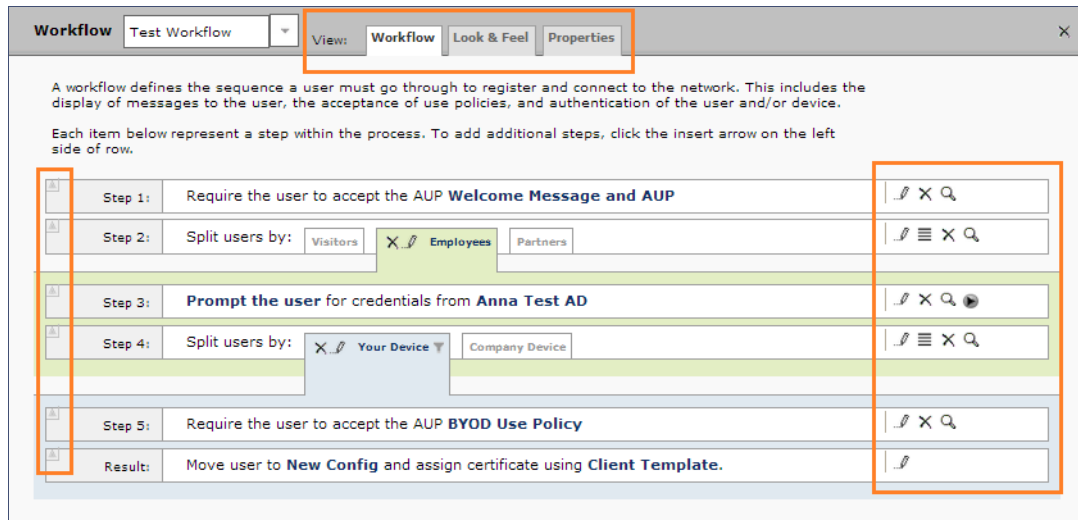 Workflow Test Workflow View: Workflow Look & Feel Properties
A workflow defines the sequence a user must go through to register and connect to the network. This includes the
display of messages to the user, the acceptance of use policies, and authentication of the user and/or device.
Each item below represent a step within the process. To add additional steps, click the insert arrow on the left
side of row.
Step 1: Require the user to accept the AUP Welcome Message and AUP
Step 2: Split users by: Visitors Employees Partners
Step 3: Prompt the user for credentials from Anna Test AD
Step 4: Split users by: Your Device Company Device
Step 5: Require the user to accept the AUP BYOD Use Policy
Result: Move user to New Config and assign certificate using Client Template.